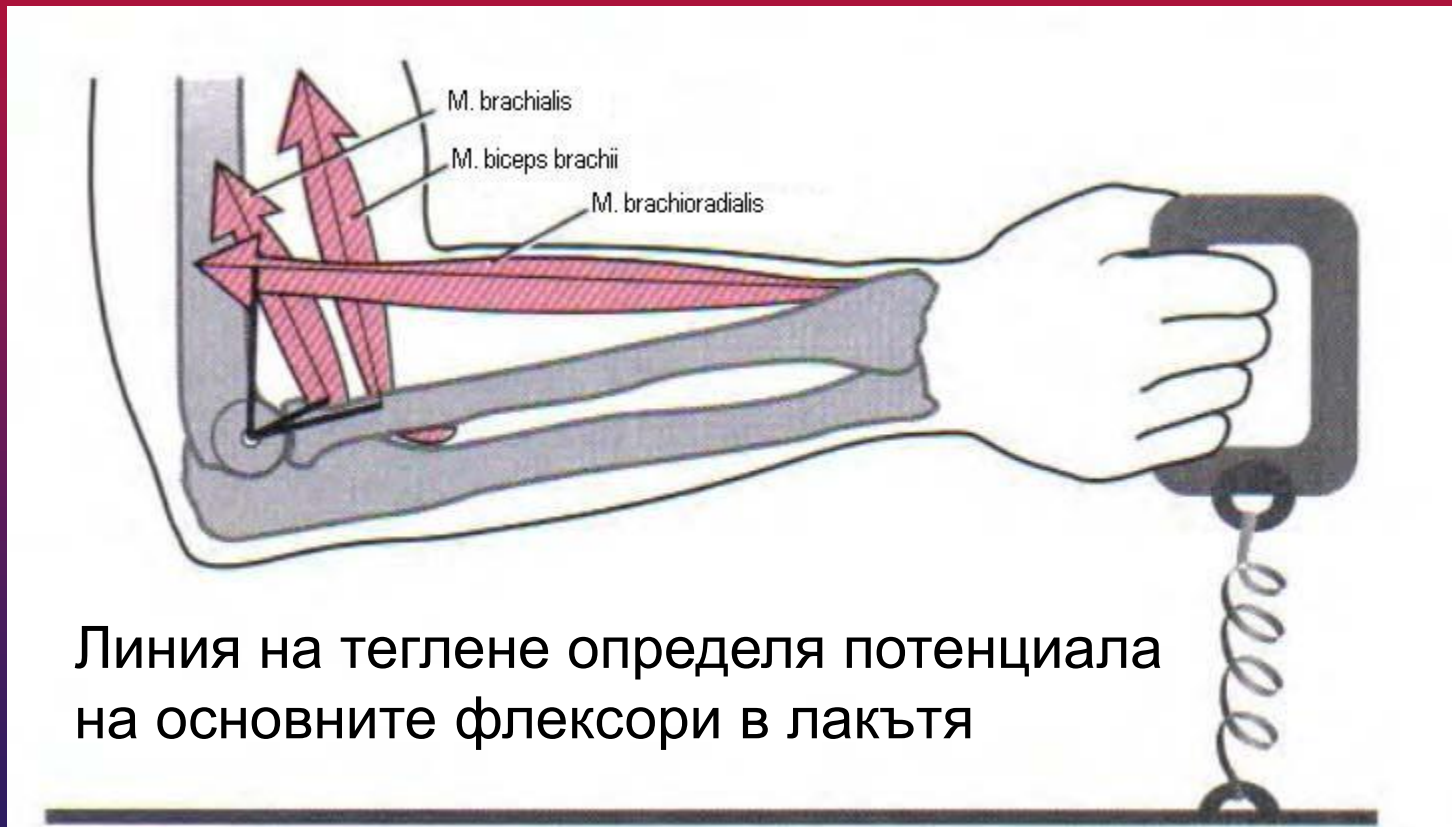 M. brachialis
M. biceps brachii
M. brachioradialis
Линия на теглене определя потенциала
на основните флексори в лакътя